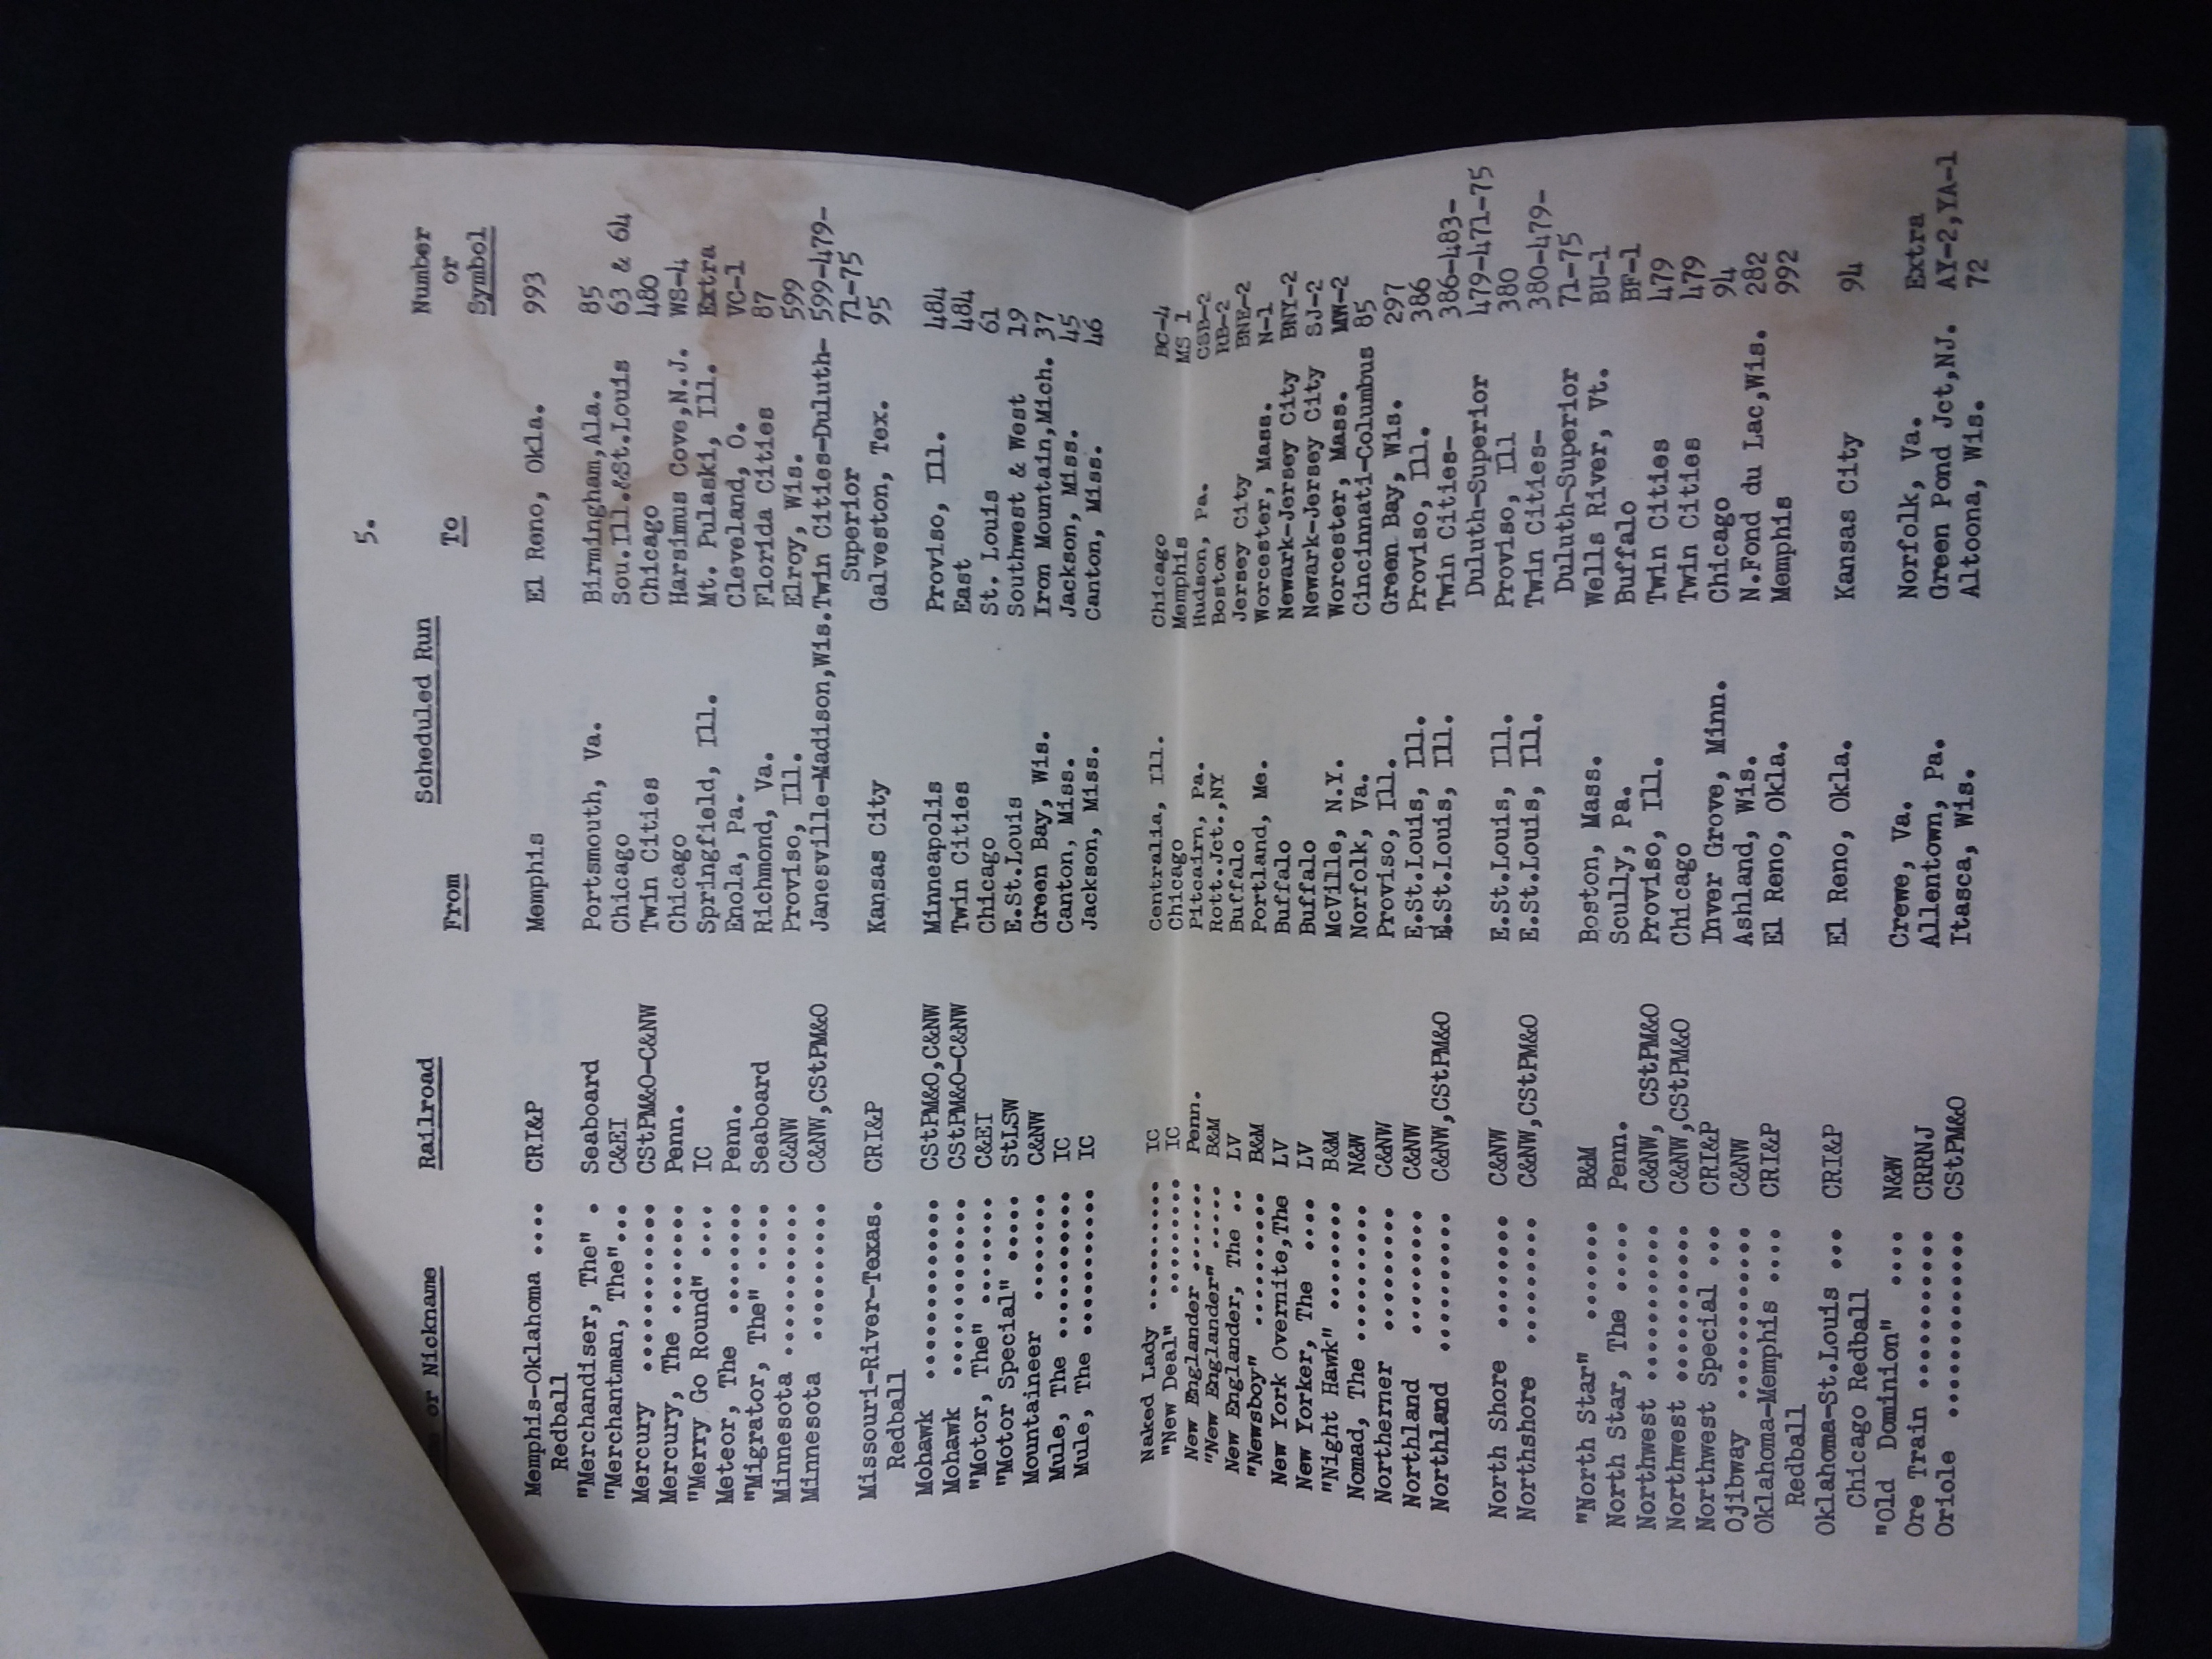 5.
or Nickname Railroad Scheduled Run Number
From To or
Symbol
Memphis-Oklahoma .... CRI&P Memphis El Reno, Okla. 993
Redball
"Merchandiser, The" . Seaboard Portsmouth, Va. Birmingham,Ala. 85
"Merchantman, The"... C&EI Chicago Sou.Ill.&St.Louis 63 & 64
Mercury ............ CStPM&O-C&NW Twin Cities Chicago 480
Mercury, The ........ Penn. Chicago Harsimus Cove,N.J. WS-4
"Merry Go Round" .... IC Springfield, Ill. Mt. Pulaski, Ill. Extra
Meteor, The ........ Penn. Enola, Pa. Cleveland, O. VC-1
"Migrator, The" ..... Seaboard Richmond, Va. Florida Cities 87
Minnesota .......... C&NW Proviso, Ill. Elroy, Wis. 599
Minnesota .......... C&NW,CStPM&O Janesville-Madison,Wis. Twin Cities-Duluth- 599-479-
Superior 71-75
Missouri-River-Texas. CRI&P Kansas City Galveston, Tex. 95
Redball
Mohawk ............. CStPM&O,C&NW Minneapolis Proviso, Ill. 484
Mohawk ............. CStPM&O-C&NW Twin Cities East 484
"Motor, The" ........ C&EI Chicago St. Louis 61
"Motor Special" ..... StLSW E.St.Louis Southwest & West 19
Mountaineer ........ C&NW Green Bay, Wis. Iron Mountain,Mich. 37
Mule, The ........... IC Canton, Miss. Jackson, Miss. 45
Mule, The ........... IC Jackson, Miss. Canton, Miss. 46
Naked Lady .......... IC Centralia, Ill. Chicago BC-4
"New Deal" ......... IC Chicago Memphis MS 1
New Englander ....... Penn. Pitcairn, Pa. Hudson, Pa. CSB-2
"New Englander" ..... B&M Rott.Jct.,NY Boston RB-2
New Englander, The .. LV Buffalo Jersey City BNE-2
"Newsboy" .......... B&M Portland, Me. Worcester, Mass. N-1
New York Overnite,The LV Buffalo Newark-Jersey City BNY-2
New Yorker, The .... LV Buffalo Newark-Jersey City SJ-2
"Night Hawk" ........ B&M McVille, N.Y. Worcester, Mass. MW-2
Nomad, The .......... N&W Norfolk, Va. Cincinnati-Columbus 85
Northerner ......... C&NW Proviso, Ill. Green Bay, Wis. 297
Northland .......... C&NW E.St.Louis, Ill. Proviso, Ill. 386
Northland .......... C&NW,CStPM&O E.St.Louis, Ill. Twin Cities- 386-483-
Duluth-Superior 479-471-75
North Shore ........ C&NW E.St.Louis, Ill. Proviso, Ill 380
Northshore ......... C&NW,CStPM&O E.St.Louis, Ill. Twin Cities- 380-479-
Duluth-Superior 71-75
"North Star" ....... B&M Boston, Mass. Wells River, Vt. BU-1
North Star, The ..... Penn. Scully, Pa. Buffalo BF-1
Northwest ........... C&NW, CStPM&O Proviso, Ill. Twin Cities 479
Northwest ........... C&NW,CStPM&O Chicago Twin Cities 479
Northwest Special ... CRI&P Inver Grove, Minn. Chicago 94
Ojibway ............ C&NW Ashland, Wis. N.Fond du Lac,Wis. 282
Oklahoma-Memphis .... CRI&P El Reno, Okla. Memphis 992
Redball
Oklahoma-St.Louis ... CRI&P El Reno, Okla. Kansas City 94
Chicago Redball
"Old Dominion" .... N&W Crewe, Va. Norfolk, Va. Extra
Ore Train ........... CRRNJ Allentown, Pa. Green Pond Jct,NJ. AY-2,YA-1
Oriole ............. CStPM&O Itasca, Wis. Altoona, Wis. 72